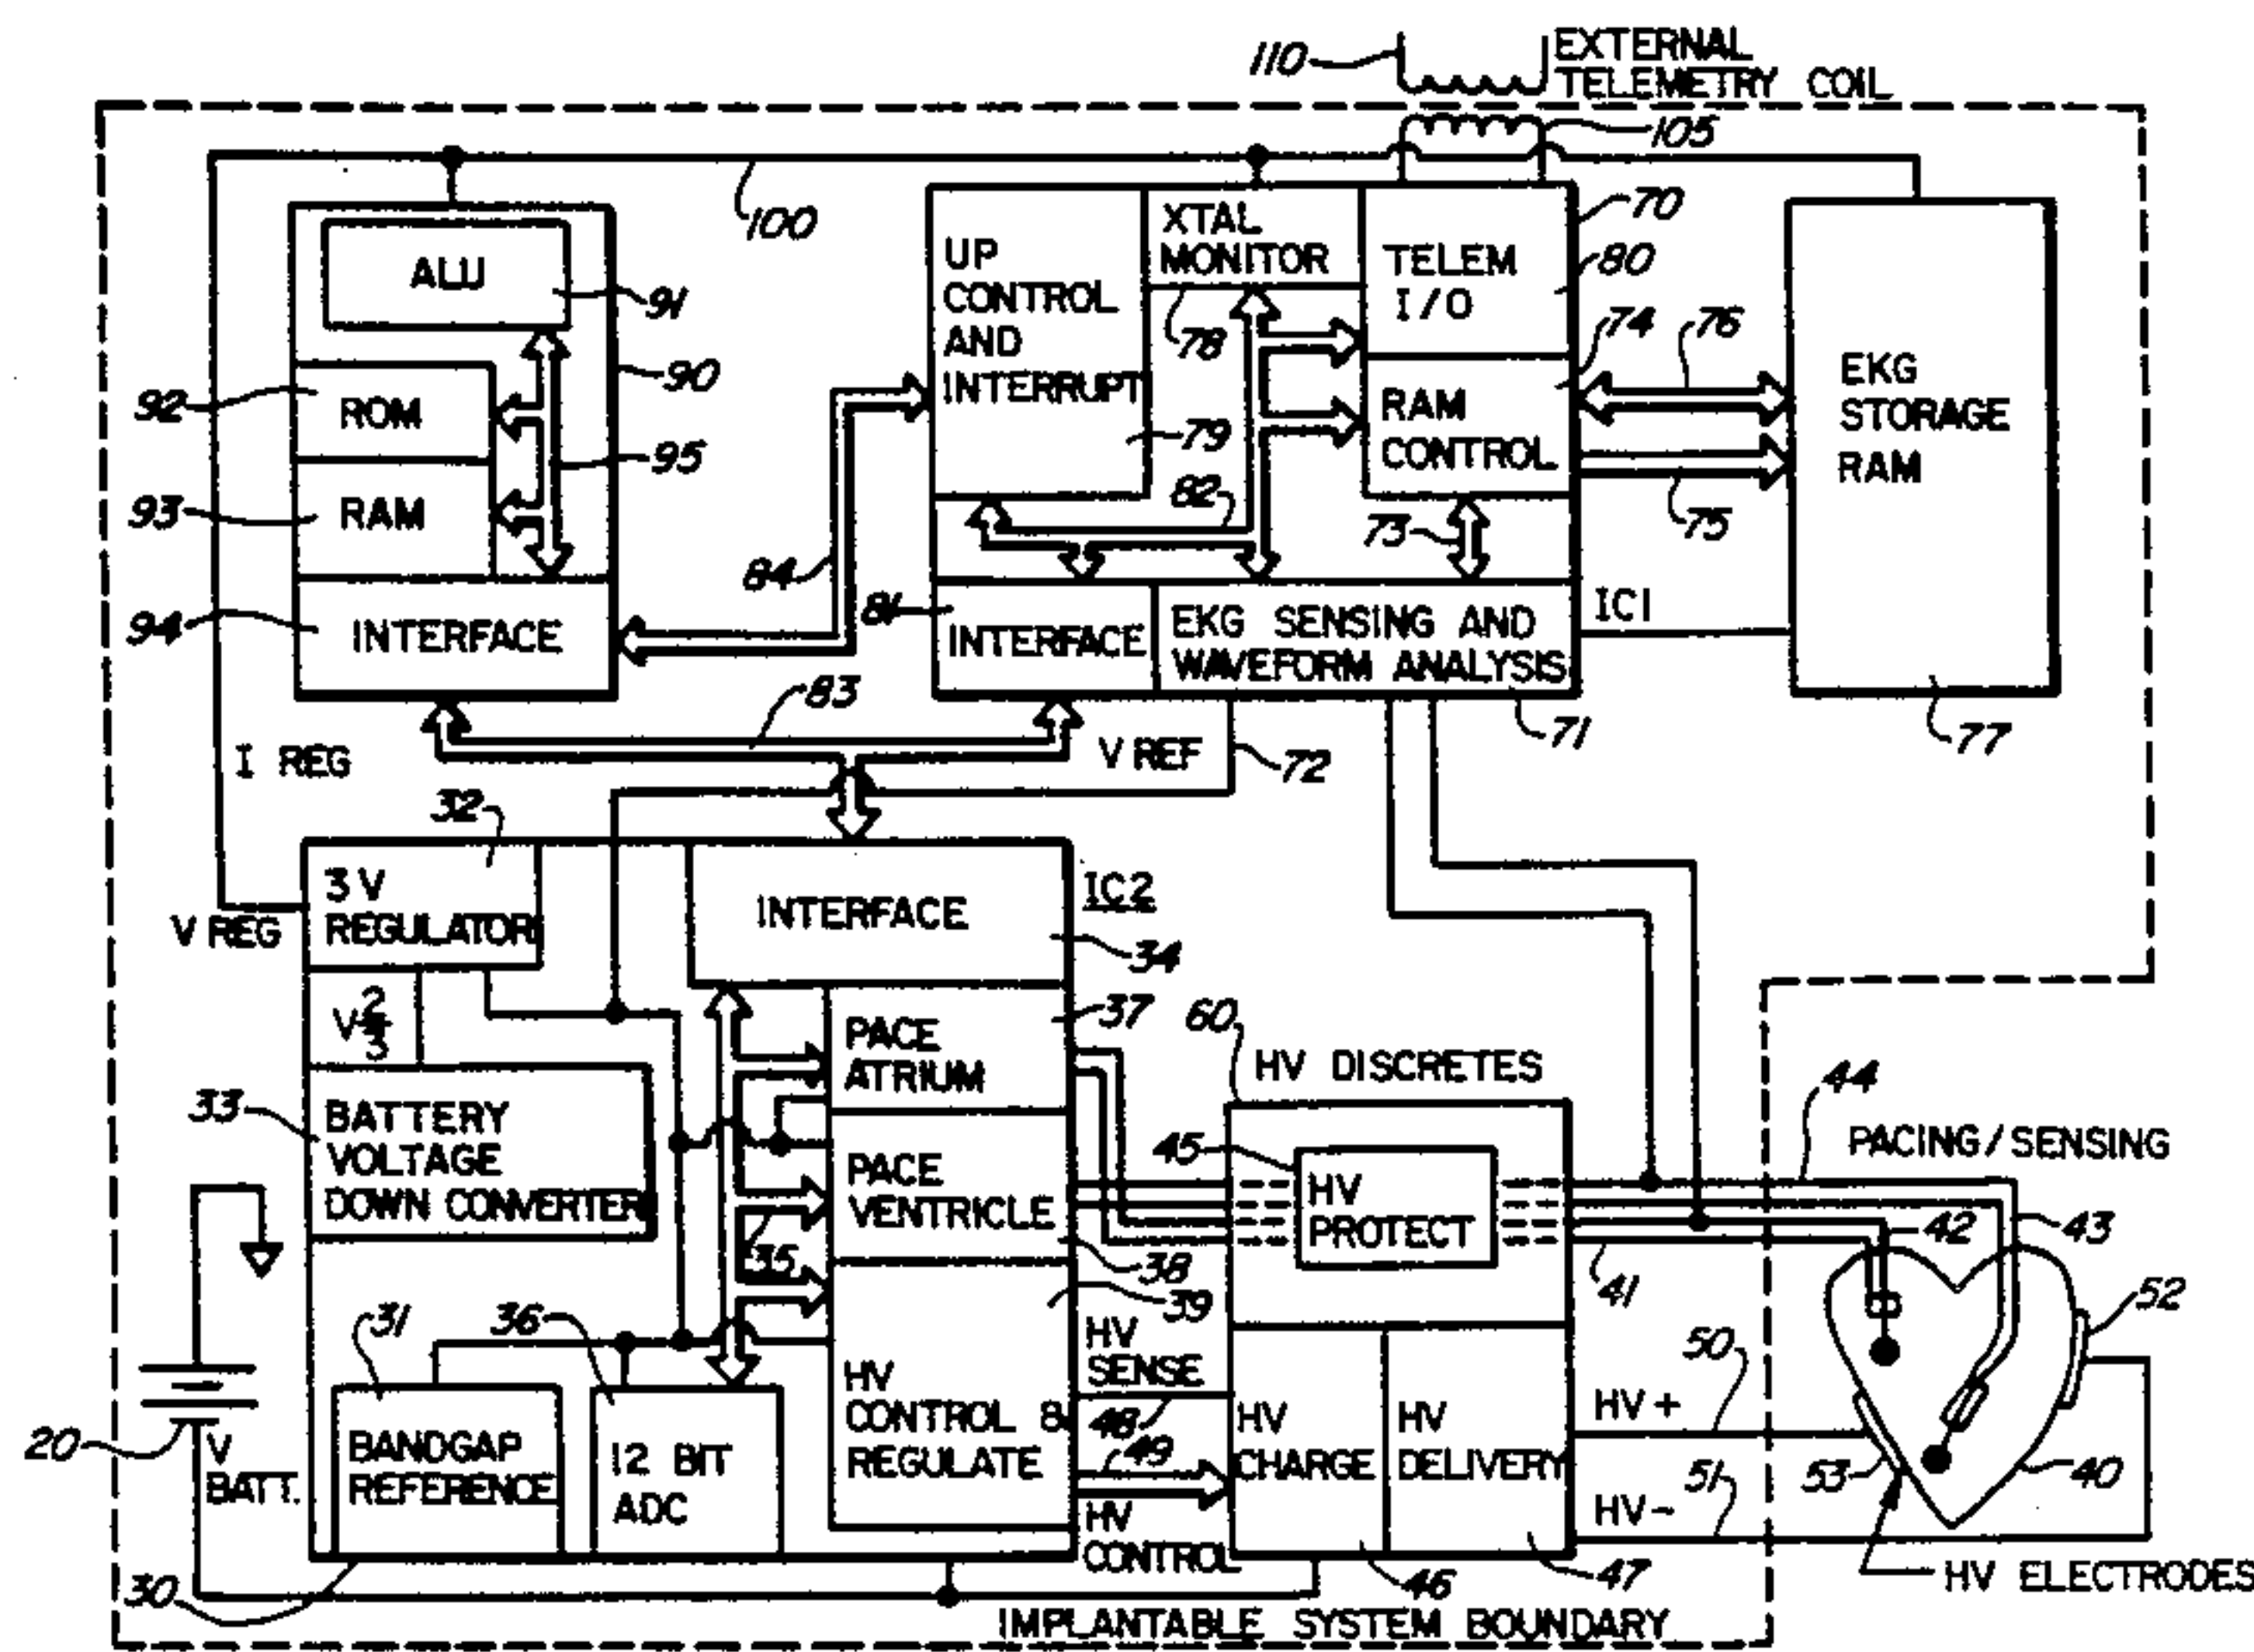 110
EXTERNAL
TELEMETRY COIL
105
100
ALU
91
90
92
ROM
95
93
RAM
94
INTERFACE
UP
CONTROL
AND
INTERRUPT
79
XTAL
MONITOR
78
TELEM
I/O
70
80
74
76
RAM
CONTROL
75
82
73
84
81
INTERFACE
EKG SENSING AND
WAVEFORM ANALYSIS
71
IC1
EKG
STORAGE
RAM
77
83
I REG
V REF
72
32
3V
REGULATOR
V REG
V 2/3
INTERFACE
IC2
34
33
BATTERY
VOLTAGE
DOWN CONVERTER
PACE
ATRIUM
37
PACE
VENTRICLE
38
35
39
31
36
BANDGAP
REFERENCE
12 BIT
ADC
HV
CONTROL &
REGULATE
20
V
BATT.
30
60
HV DISCRETES
45
HV
PROTECT
HV
SENSE
48
49
HV
CONTROL
HV
CHARGE
HV
DELIVERY
46
47
44
PACING/SENSING
42
43
41
52
50
HV+
53
40
51
HV-
HV ELECTRODES
IMPLANTABLE SYSTEM BOUNDARY